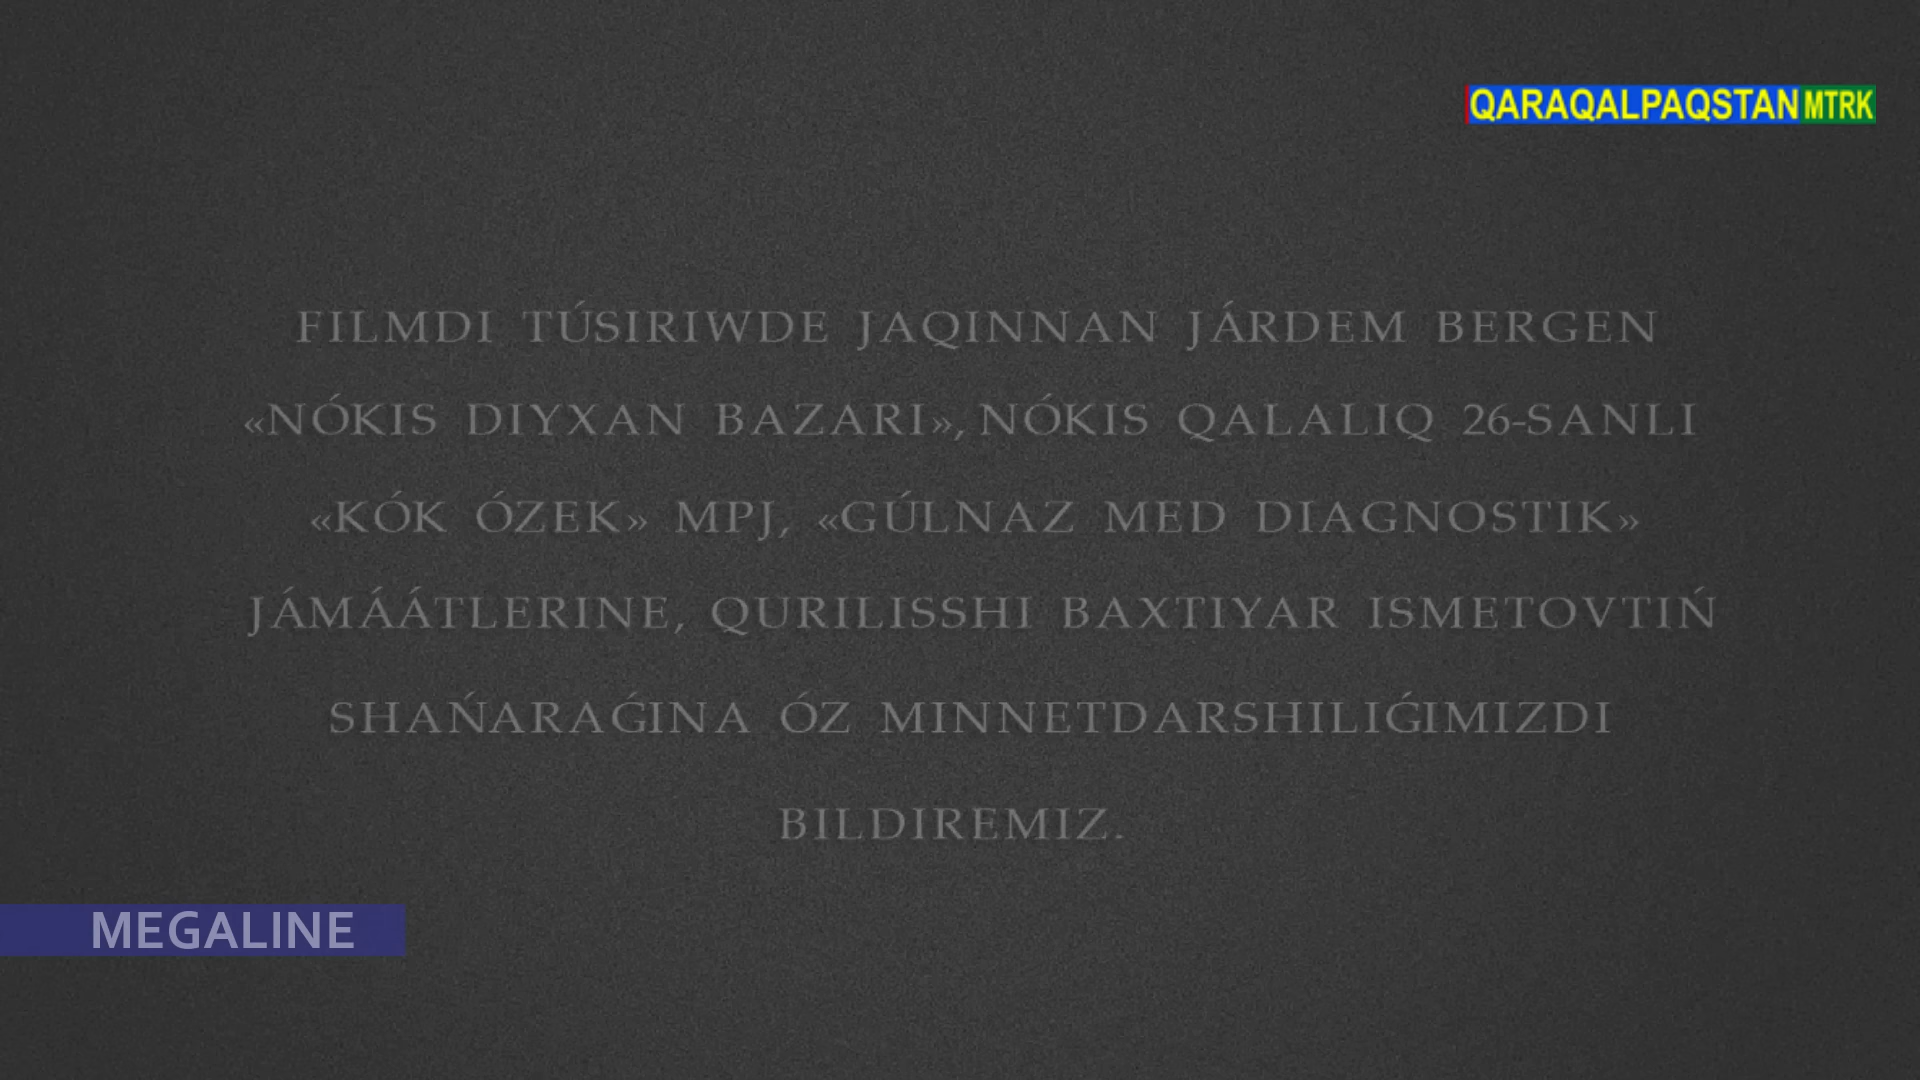 QARAQALPAQSTAN MTRK
FILMDI TÚSIRIWDE JAQINNAN JÁRDEM BERGEN
«NÓKIS DIYXAN BAZARI», NÓKIS QALALIQ 26-SANLI
«KÓK ÓZEK» MPJ, «GÚLNAZ MED DIAGNOSTIK»
JÁMÁÁTLERINE, QURILISSHI BAXTIYAR ISMETOVTIŃ
SHAŃARAǴINA ÓZ MINNETDARSHILIǴIMIZDI
BILDIREMIZ.
MEGALINE